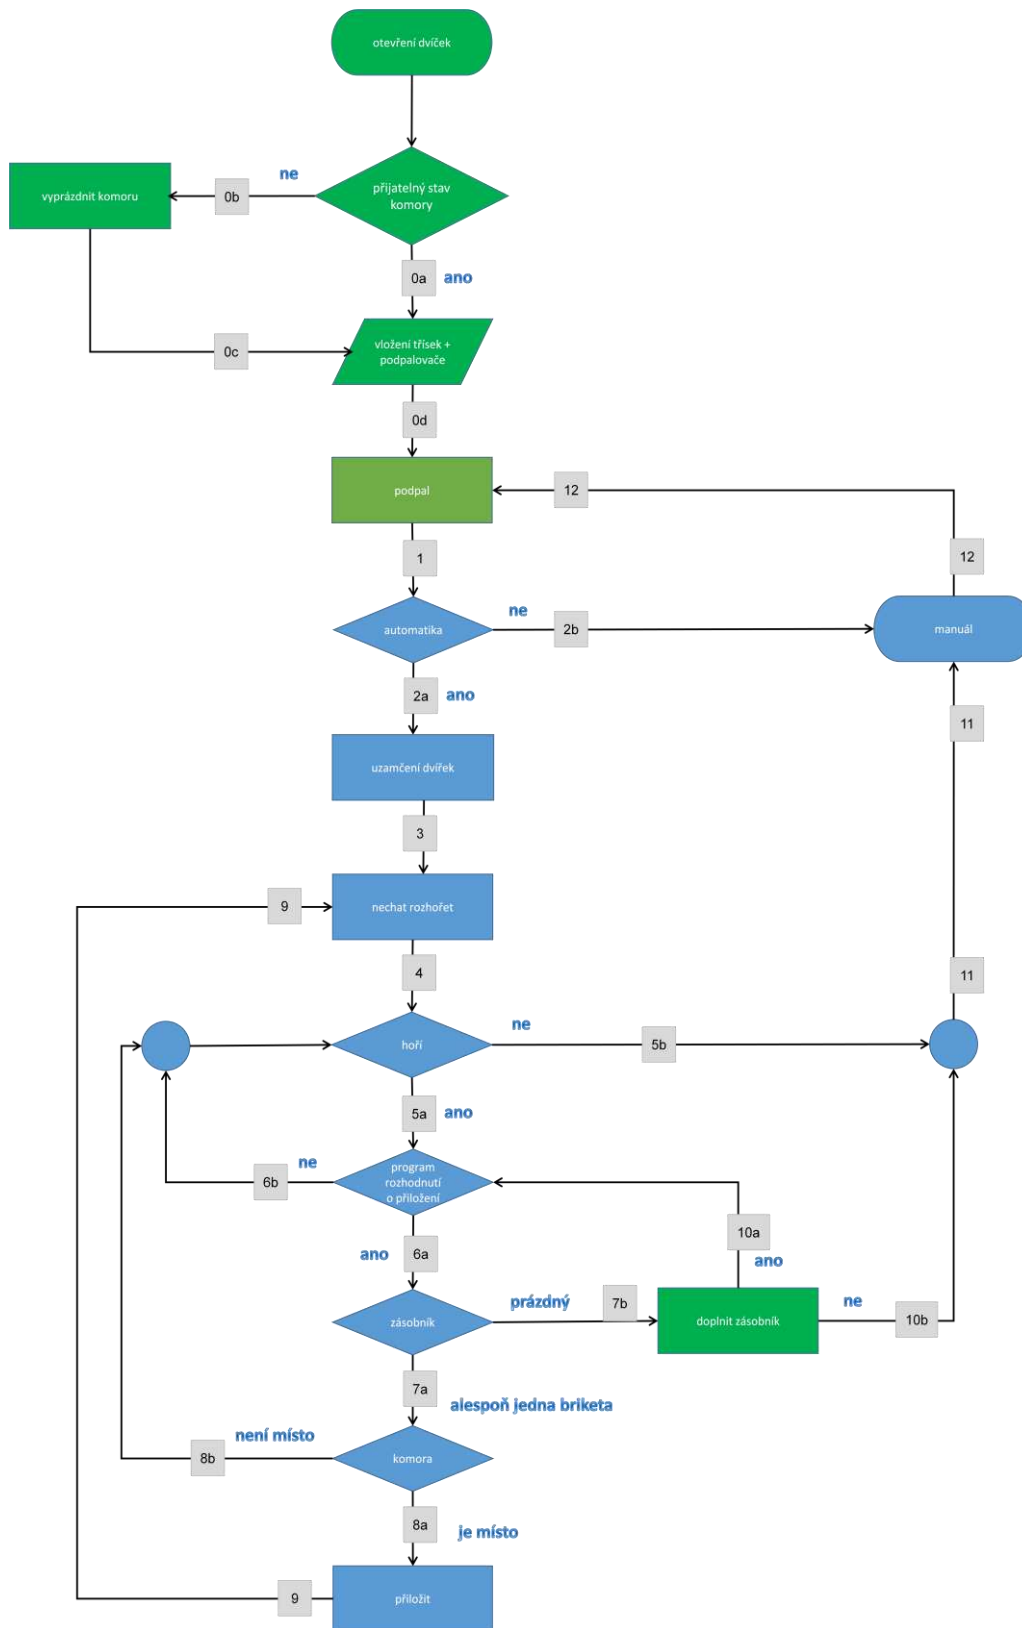 otevření dvíček
ne
vyprázdnit komoru
0b
přijatelný stav
komory
0a
ano
0c
vložení třísek +
podpalovače
0d
podpal
12
1
12
automatika
ne
2b
manuál
2a
ano
11
uzamčení dvířek
3
9
nechat rozhořet
4
11
hoří
ne
5b
5a
ano
6b
ne
program
rozhodnutí
o přiložení
10a
ano
6a
ano
zásobník
prázdný
7b
doplnit zásobník
ne
10b
7a
alespoň jedna briketa
není místo
8b
komora
8a
je místo
9
přiložit